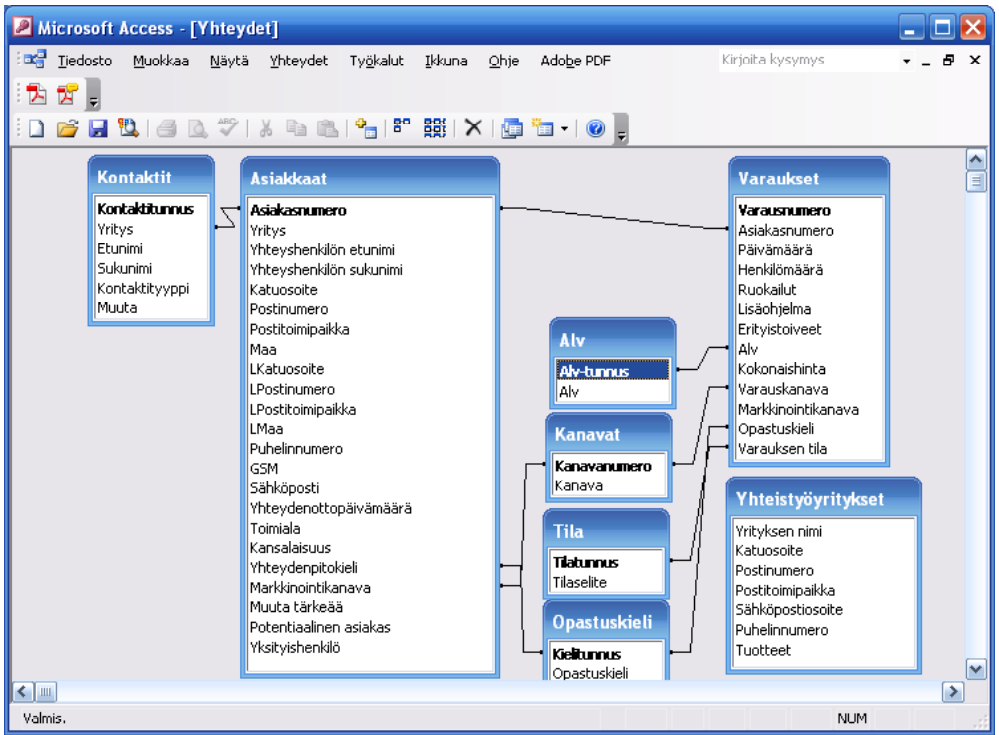 Microsoft Access - [Yhteydet]
Tiedosto Muokkaa Näytä Yhteydet Työkalut Ikkuna Ohje Adobe PDF Kirjoita kysymys
Kontaktit
Kontaktitunnus
Yritys
Etunimi
Sukunimi
Kontaktityyppi
Muuta
Asiakkaat
Asiakasnumero
Yritys
Yhteyshenkilön etunimi
Yhteyshenkilön sukunimi
Katuosoite
Postinumero
Postitoimipaikka
Maa
LKatuosoite
LPostinumero
LPostitoimipaikka
LMaa
Puhelinnumero
GSM
Sähköposti
Yhteydenottopäivämäärä
Toimiala
Kansalaisuus
Yhteydenpitokieli
Markkinointikanava
Muuta tärkeää
Potentiaalinen asiakas
Yksityishenkilö
Alv
Alv-tunnus
Alv
Kanavat
Kanavanumero
Kanava
Tila
Tilatunnus
Tilaselite
Opastuskieli
Kielitunnus
Opastuskieli
Varaukset
Varausnumero
Asiakasnumero
Päivämäärä
Henkilömäärä
Ruokailut
Lisäohjelma
Erityistoiveet
Alv
Kokonaishinta
Varauskanava
Markkinointikanava
Opastuskieli
Varauksen tila
Yhteistyöyritykset
Yrityksen nimi
Katuosoite
Postinumero
Postitoimipaikka
Sähköpostiosoite
Puhelinnumero
Tuotteet
Valmis. NUM